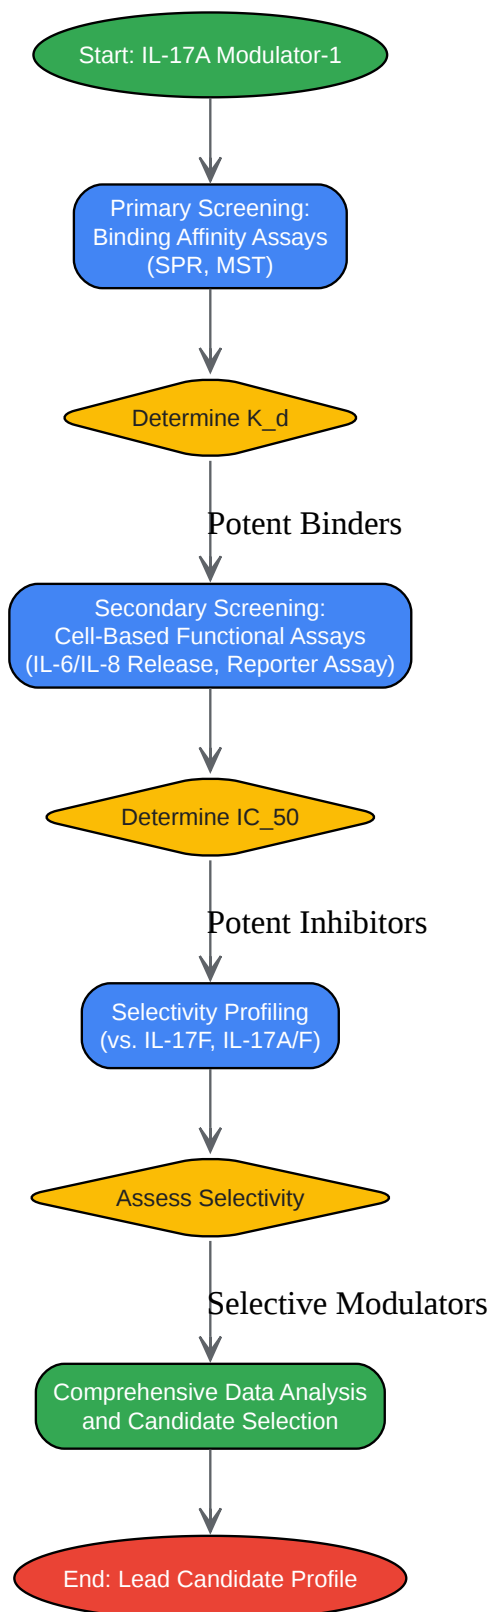 Start: IL-17A Modulator-1
Primary Screening:
Binding Affinity Assays
(SPR, MST)
Determine K_d
Potent Binders
Secondary Screening:
Cell-Based Functional Assays
(IL-6/IL-8 Release, Reporter Assay)
Determine IC_50
Potent Inhibitors
Selectivity Profiling
(vs. IL-17F, IL-17A/F)
Assess Selectivity
Selective Modulators
Comprehensive Data Analysis
and Candidate Selection
End: Lead Candidate Profile